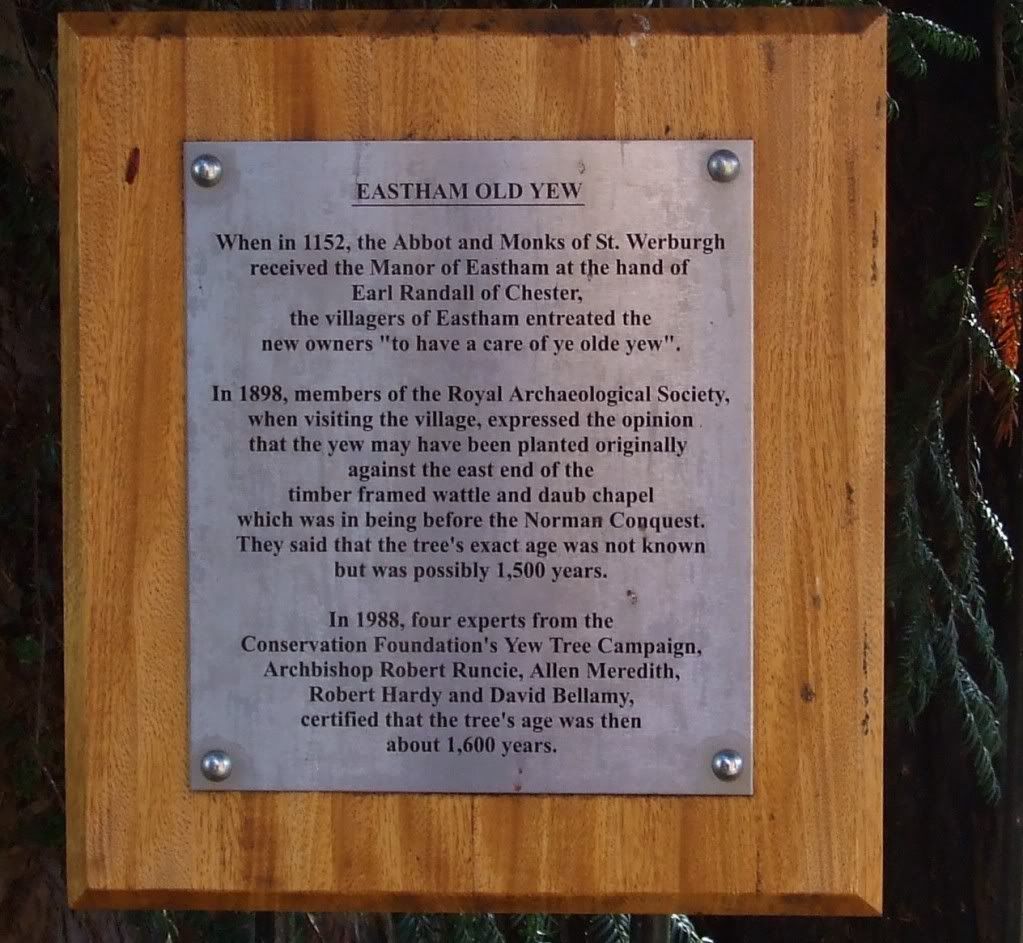 EASTHAM OLD YEW
When in 1152, the Abbot and Monks of St. Werburgh
received the Manor of Eastham at the hand of
Earl Randall of Chester,
the villagers of Eastham entreated the
new owners "to have a care of ye olde yew".
In 1898, members of the Royal Archaeological Society,
when visiting the village, expressed the opinion
that the yew may have been planted originally
against the east end of the
timber framed wattle and daub chapel
which was in being before the Norman Conquest.
They said that the tree's exact age was not known
but was possibly 1,500 years.
In 1988, four experts from the
Conservation Foundation's Yew Tree Campaign,
Archbishop Robert Runcie, Allen Meredith,
Robert Hardy and David Bellamy,
certified that the tree's age was then
about 1,600 years.